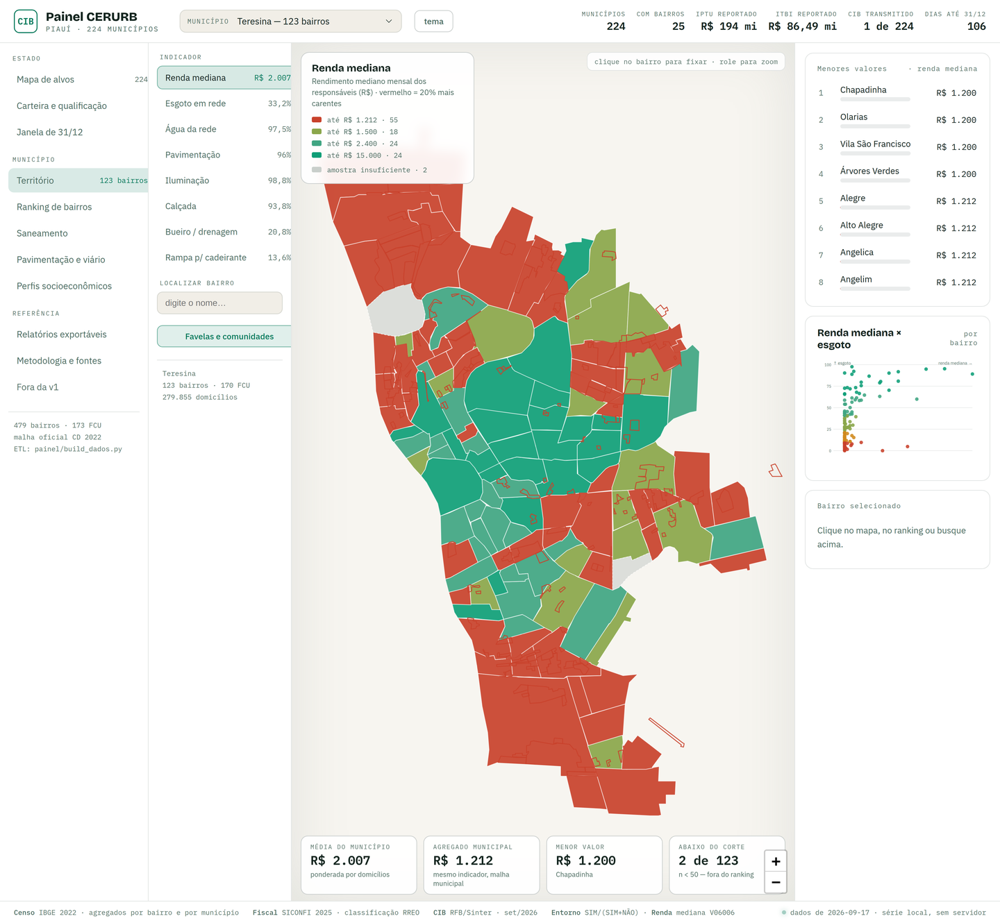 CIB
Painel CERURB
PIAUÍ · 224 MUNICÍPIOS
MUNICÍPIO Teresina — 123 bairros
tema
MUNICÍPIOS
224
COM BAIRROS
25
IPTU REPORTADO
R$ 194 mi
ITBI REPORTADO
R$ 86,49 mi
CIB TRANSMITIDO
1 de 224
DIAS ATÉ 31/12
106
ESTADO
Mapa de alvos 224
Carteira e qualificação
Janela de 31/12
MUNICÍPIO
Território 123 bairros
Ranking de bairros
Saneamento
Pavimentação e viário
Perfis socioeconômicos
REFERÊNCIA
Relatórios exportáveis
Metodologia e fontes
Fora da v1
479 bairros · 173 FCU
malha oficial CD 2022
ETL: painel/build_dados.py
INDICADOR
Renda mediana R$ 2.007
Esgoto em rede 33,2%
Água da rede 97,5%
Pavimentação 96%
Iluminação 98,8%
Calçada 93,8%
Bueiro / drenagem 20,8%
Rampa p/ cadeirante 13,6%
LOCALIZAR BAIRRO
digite o nome…
Favelas e comunidades
Teresina
123 bairros · 170 FCU
279.855 domicílios
Renda mediana
Rendimento mediano mensal dos
responsáveis (R$) · vermelho = 20% mais
carentes
até R$ 1.212 · 55
até R$ 1.500 · 18
até R$ 2.400 · 24
até R$ 15.000 · 24
amostra insuficiente · 2
clique no bairro para fixar · role para zoom
MÉDIA DO MUNICÍPIO
R$ 2.007
ponderada por domicílios
AGREGADO MUNICIPAL
R$ 1.212
mesmo indicador, malha
municipal
MENOR VALOR
R$ 1.200
Chapadinha
ABAIXO DO CORTE
2 de 123
n < 50 — fora do ranking
+
−
Menores valores · renda mediana
1 Chapadinha R$ 1.200
2 Olarias R$ 1.200
3 Vila São Francisco R$ 1.200
4 Árvores Verdes R$ 1.200
5 Alegre R$ 1.212
6 Alto Alegre R$ 1.212
7 Angelica R$ 1.212
8 Angelim R$ 1.212
Renda mediana ×
esgoto
por
bairro
100 ↑ esgoto renda mediana →
75
50
25
0
Bairro selecionado
Clique no mapa, no ranking ou busque
acima.
Censo IBGE 2022 · agregados por bairro e por município Fiscal SICONFI 2025 · classificação RREO CIB RFB/Sinter · set/2026 Entorno SIM/(SIM+NÃO) · Renda mediana V06006 dados de 2026-09-17 · série local, sem servidor